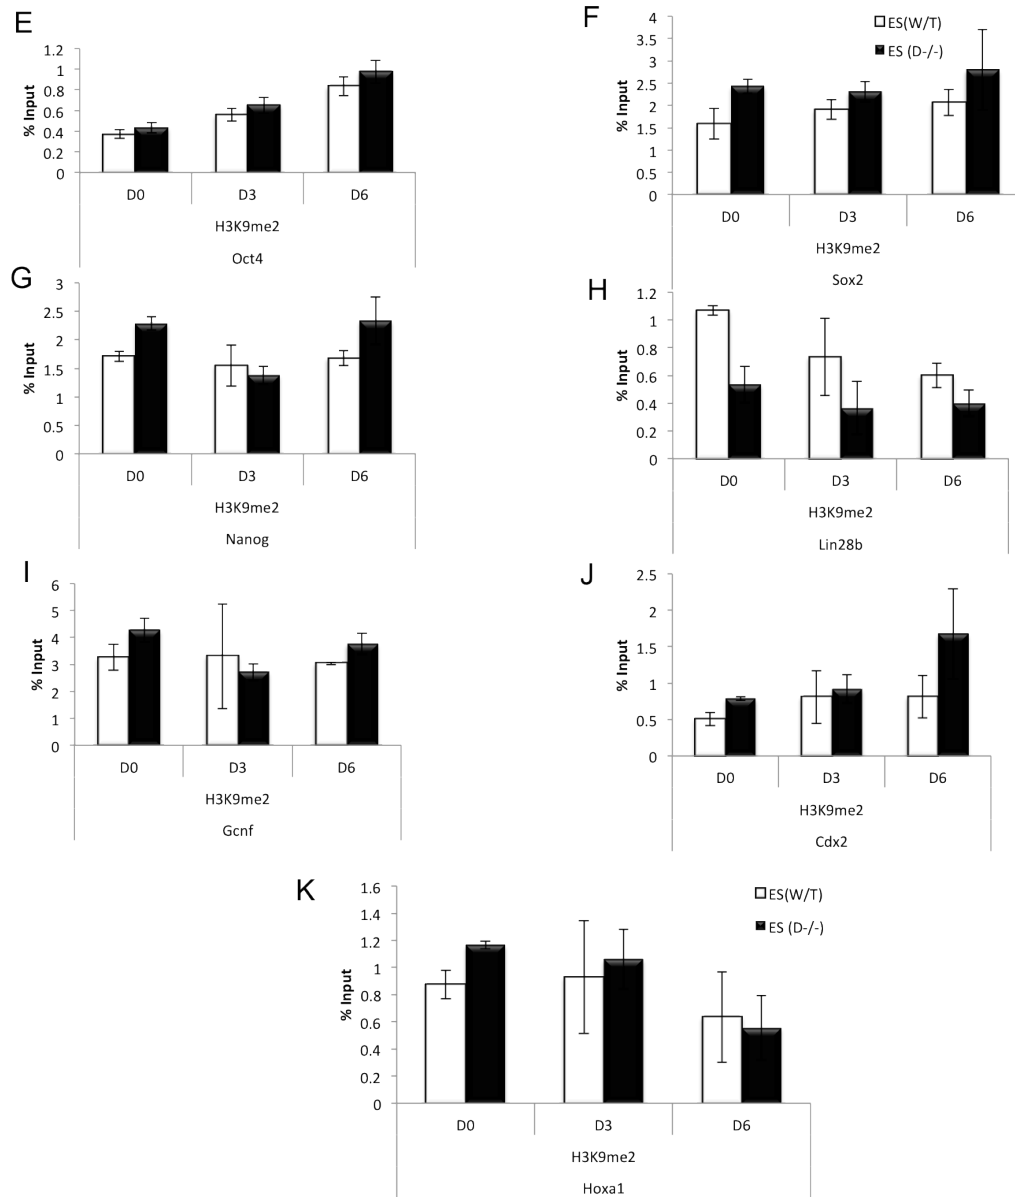 E
1.2
1
0.8
0.6
0.4
0.2
0
% Input
D0 D3 D6
H3K9me2
Oct4
F
4
3.5
3
2.5
2
1.5
1
0.5
0
% Input
ES(W/T)
ES (D-/-)
D0 D3 D6
H3K9me2
Sox2
G
3
2.5
2
1.5
1
0.5
0
% Input
D0 D3 D6
H3K9me2
Nanog
H
1.2
1
0.8
0.6
0.4
0.2
0
% Input
D0 D3 D6
H3K9me2
Lin28b
I
6
5
4
3
2
1
0
% Input
D0 D3 D6
H3K9me2
Gcnf
J
2.5
2
1.5
1
0.5
0
% Input
D0 D3 D6
H3K9me2
Cdx2
K
1.6
1.4
1.2
1
0.8
0.6
0.4
0.2
0
% Input
ES(W/T)
ES (D-/-)
D0 D3 D6
H3K9me2
Hoxa1